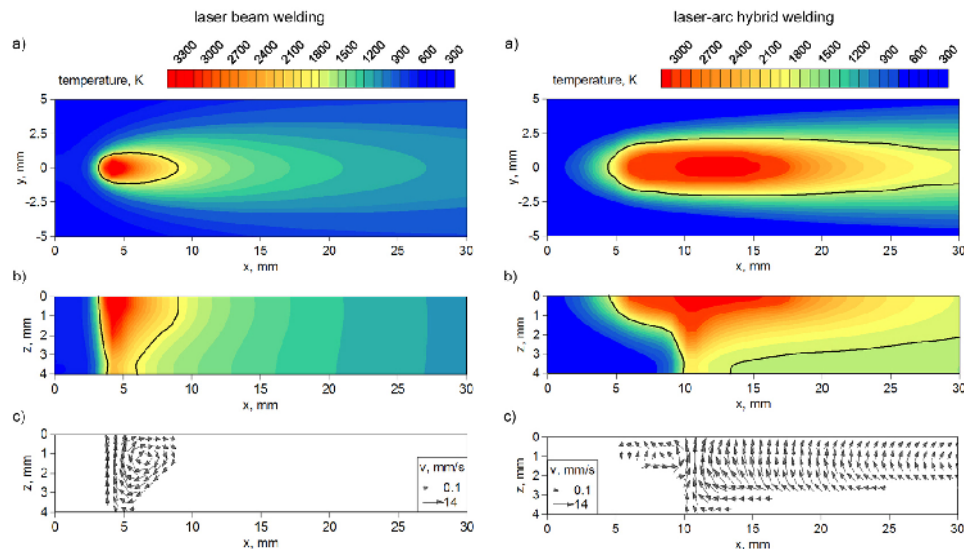 laser beam welding
a)
3300 3000 2700 2400 2100 1800 1500 1200 900 600 300
temperature, K
5
2.5
0
-2.5
-5
y, mm
0 5 10 15 20 25 30
x, mm
b)
0
1
2
3
4
z, mm
0 5 10 15 20 25 30
x, mm
c)
0
1
2
3
4
z, mm
v, mm/s
0.1
14
0 5 10 15 20 25 30
x, mm
laser-arc hybrid welding
a)
3000 2700 2400 2100 1800 1500 1200 900 600 300
temperature, K
5
2.5
0
-2.5
-5
y, mm
0 5 10 15 20 25 30
x, mm
b)
0
1
2
3
4
z, mm
0 5 10 15 20 25 30
x, mm
c)
0
1
2
3
4
z, mm
v, mm/s
0.1
14
0 5 10 15 20 25 30
x, mm